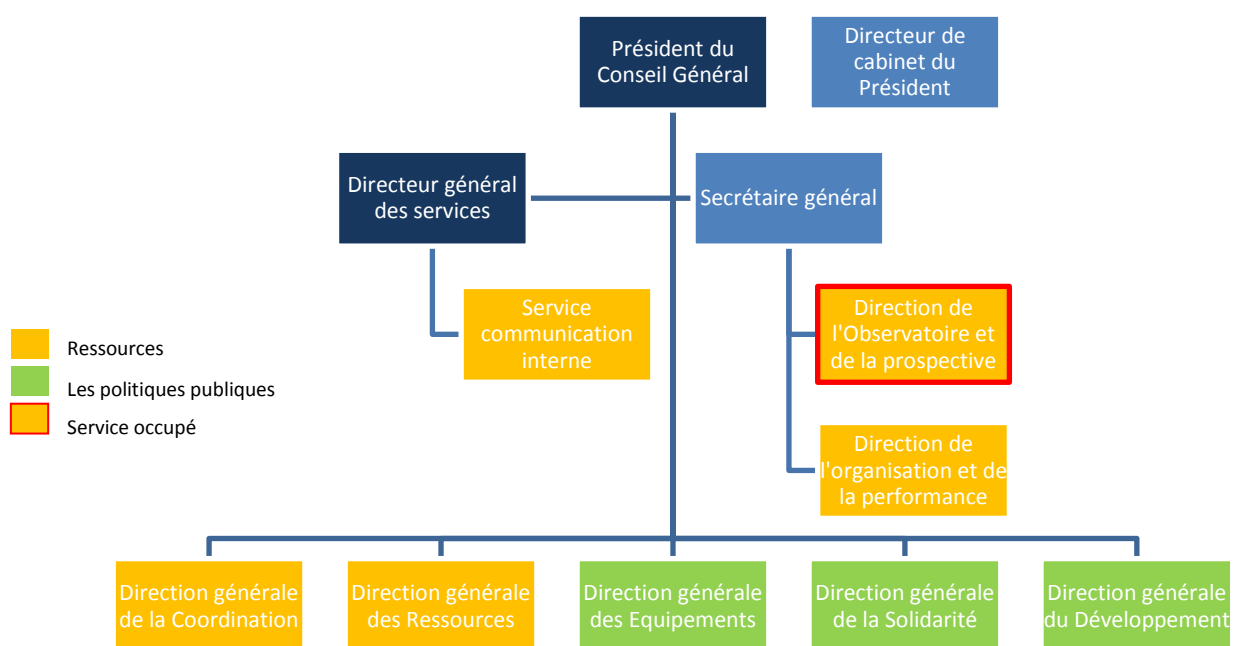 Président du
Conseil Général
Directeur de
cabinet du
Président
Directeur général
des services
Secrétaire général
Service
communication
interne
Direction de
l'Observatoire et
de la prospective
Ressources
Les politiques publiques
Service occupé
Direction de
l'organisation et de
la performance
Direction générale
de la Coordination
Direction générale
des Ressources
Direction générale
des Equipements
Direction générale
de la Solidarité
Direction générale
du Développement